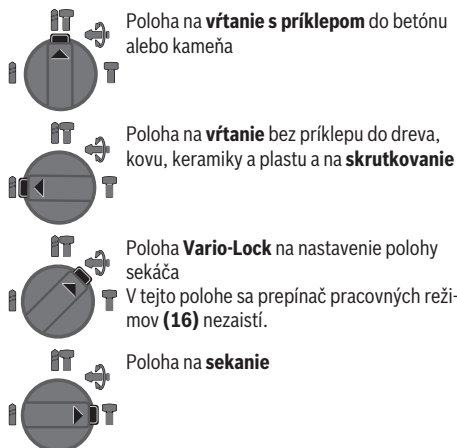 Poloha na vŕtanie s príklepom do betónu
alebo kameňa
Poloha na vŕtanie bez príklepu do dreva,
kovu, keramiky a plastu a na skrutkovanie
Poloha Vario-Lock na nastavenie polohy
sekáča
V tejto polohe sa prepínač pracovných reži-
mov (16) nezaistí.
Poloha na sekanie